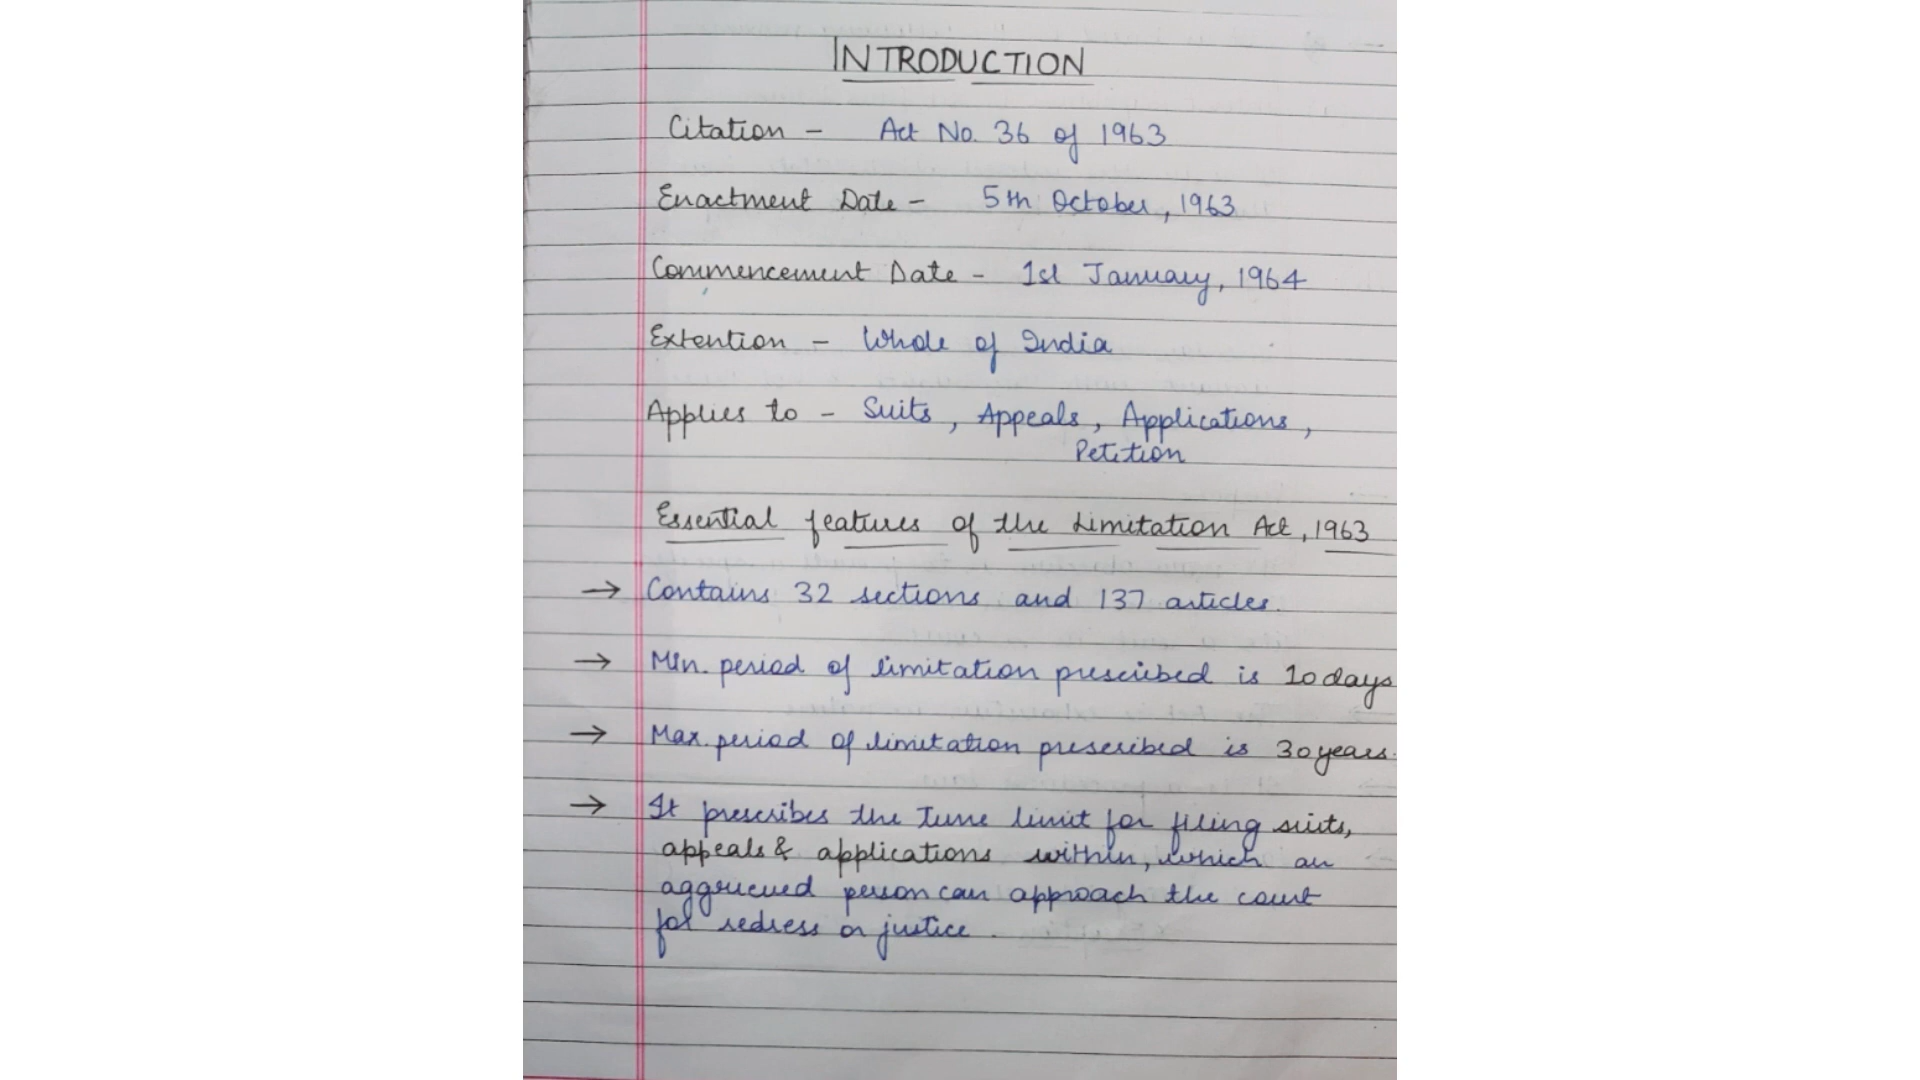 INTRODUCTION
Citation - Act No. 36 of 1963
Enactment Date - 5th October, 1963
Commencement Date - 1st January, 1964
Extention - Whole of India
Applies to - Suits, Appeals, Applications,
Petition
Essential features of the Limitation Act, 1963
→ Contains 32 sections and 137 articles.
→ Min. period of limitation prescribed is 10 days
→ Max. period of limitation prescribed is 30 years.
→ It prescribes the time limit for filing suits,
appeals & applications within, which an
aggrieved person can approach the court
for redress or justice.